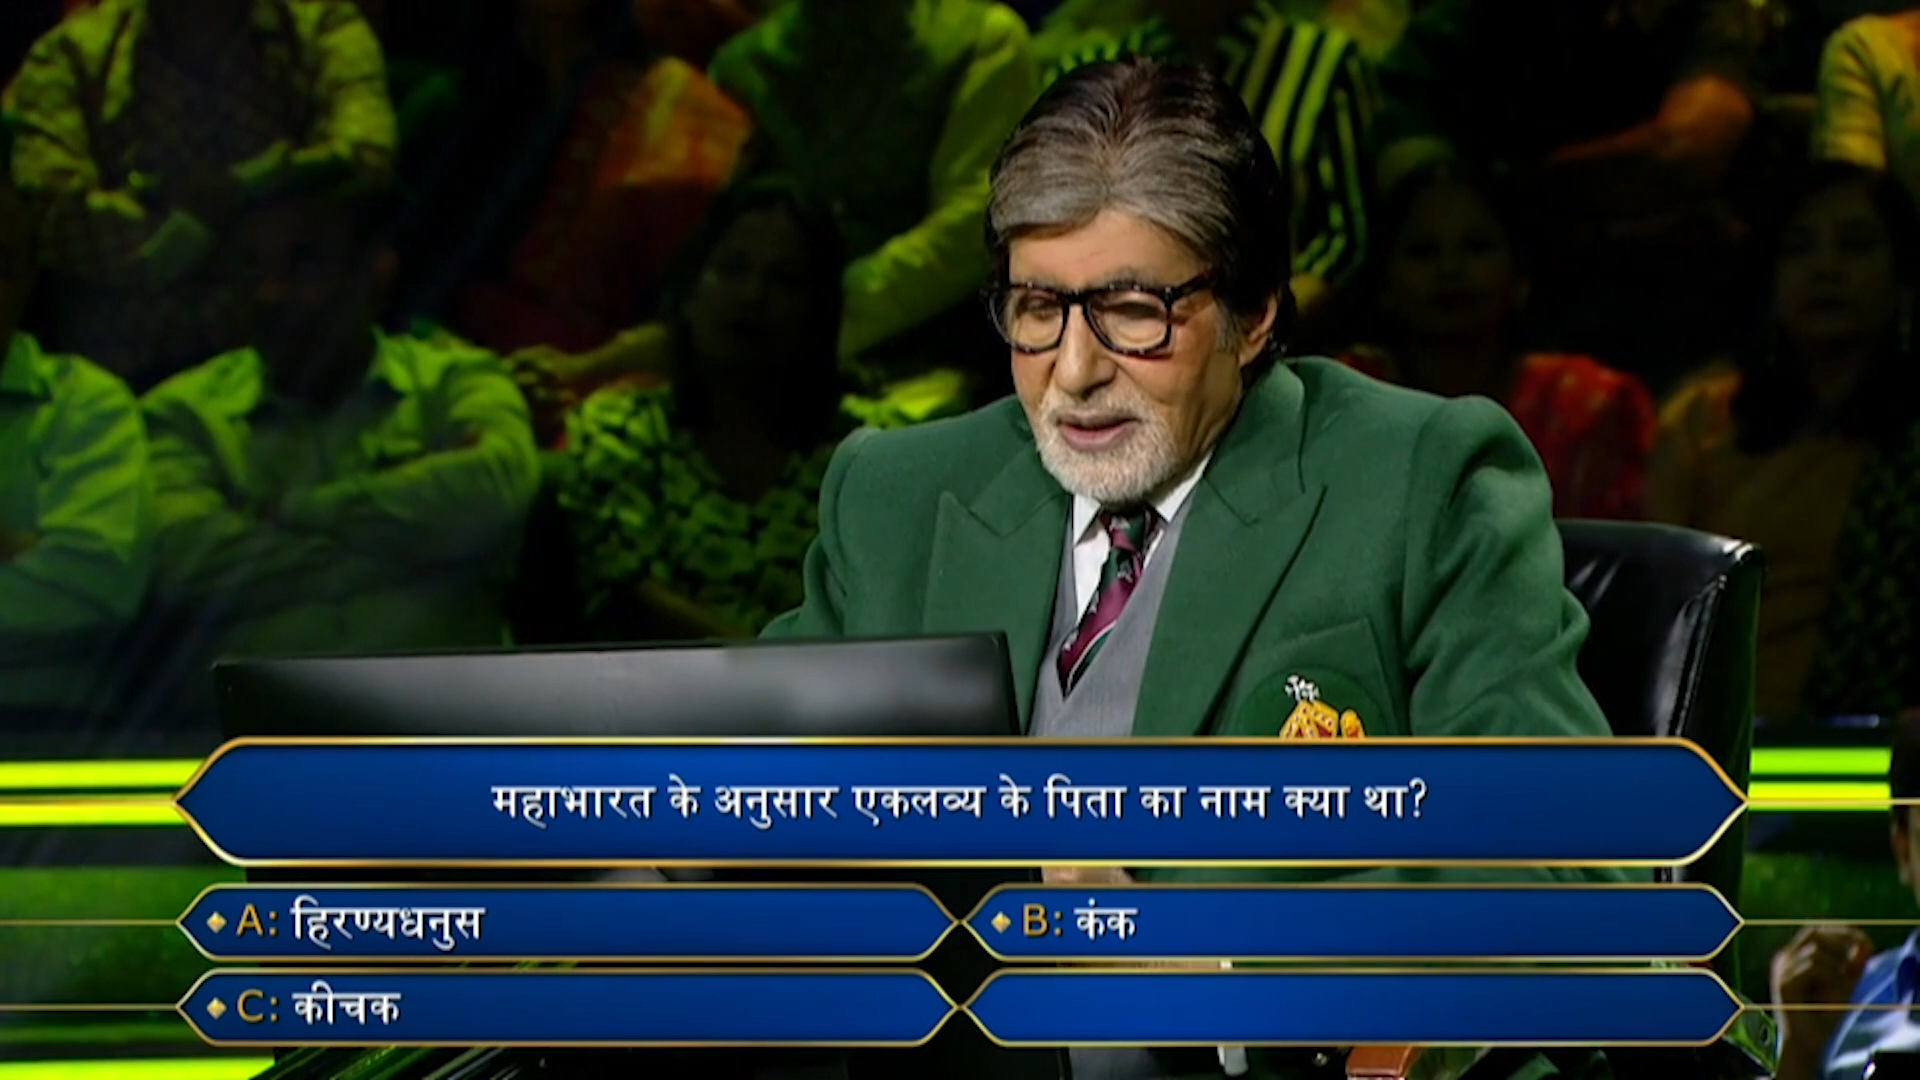 महाभारत के अनुसार एकलव्य के पिता का नाम क्या था?
A: हिरण्यधनुस
B: कंक
C: कीचक